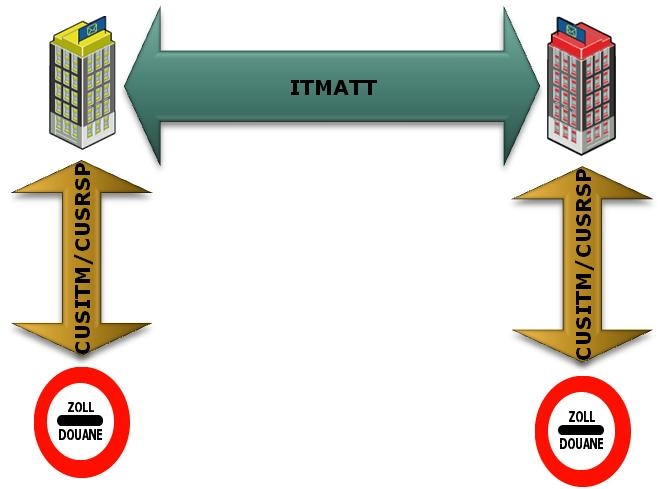 ITMATT
CUSITM/CUSRSP
CUSITM/CUSRSP
ZOLL
DOUANE
ZOLL
DOUANE